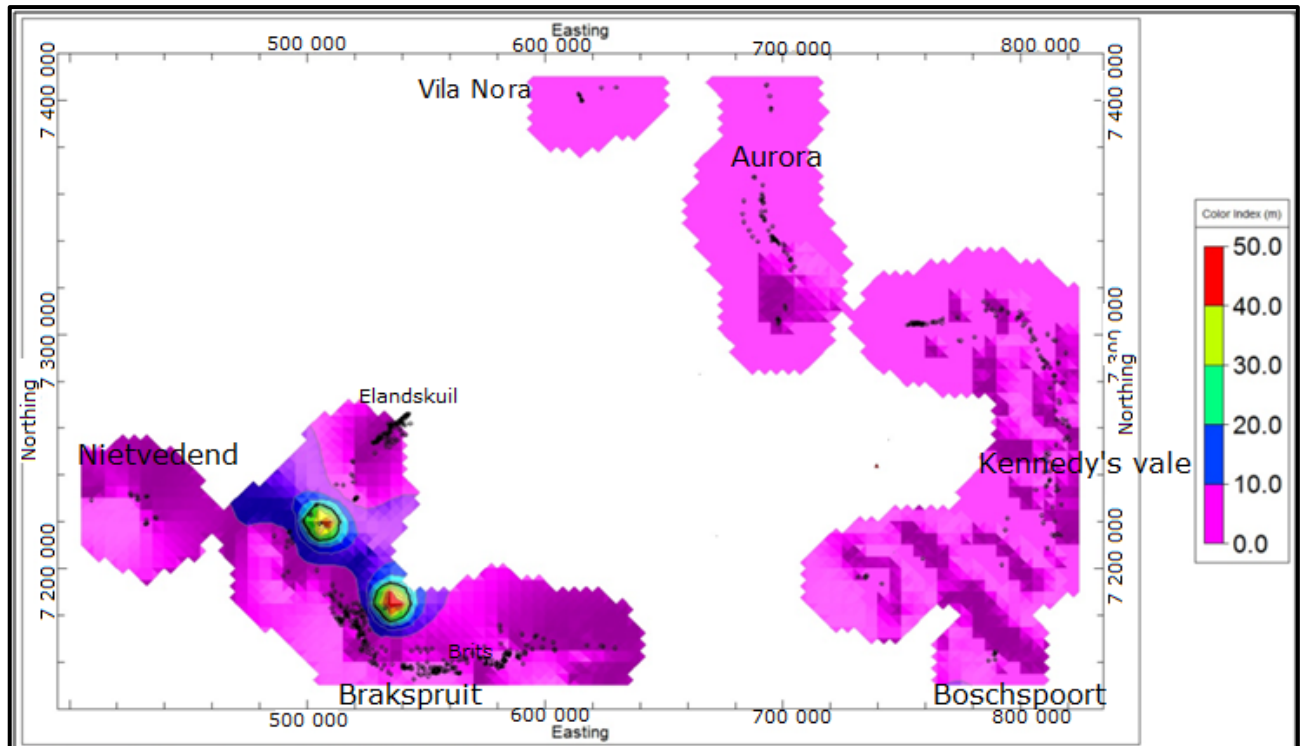 Easting
500 000 600 000 700 000 800 000
7 400 000
7 400 000
Vila Nora
Aurora
Color Index (m)
50.0
40.0
30.0
20.0
10.0
0.0
7 300 000
7 300 000
Northing
Northing
Elandskuil
Nietvedend
Kennedy's vale
7 200 000
7 200 000
Brits
Brakspruit
Boschspoort
500 000 600 000 700 000 800 000
Easting